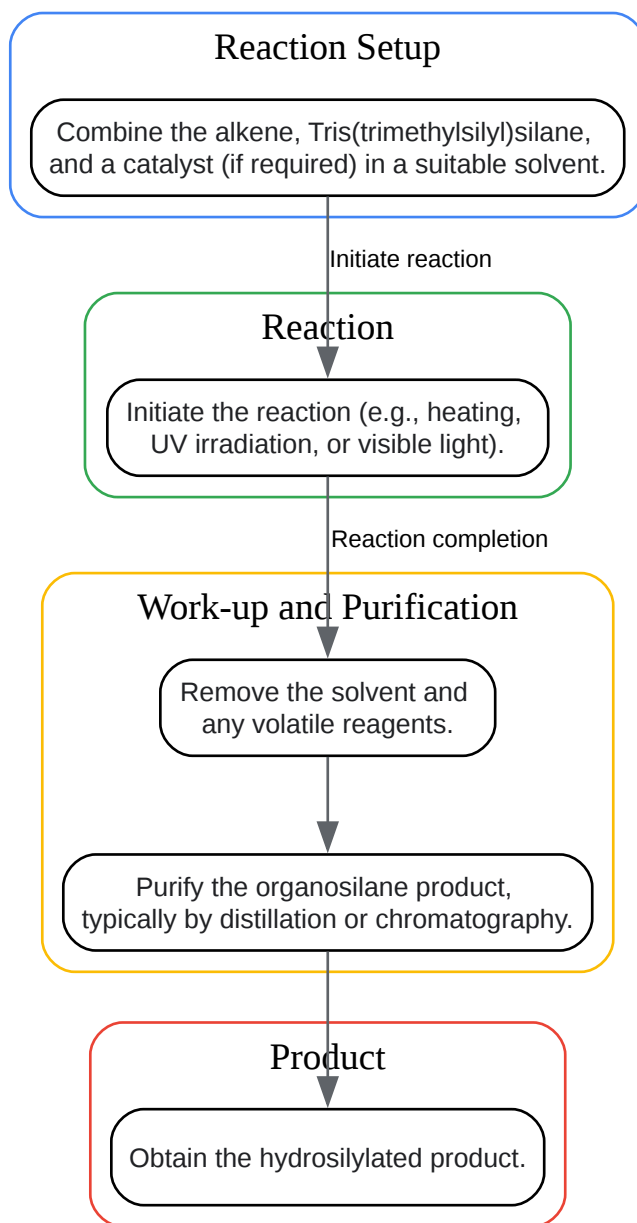 Reaction Setup
Combine the alkene, Tris(trimethylsilyl)silane,
and a catalyst (if required) in a suitable solvent.
Initiate reaction
Reaction
Initiate the reaction (e.g., heating,
UV irradiation, or visible light).
Reaction completion
Work-up and Purification
Remove the solvent and
any volatile reagents.
Purify the organosilane product,
typically by distillation or chromatography.
Product
Obtain the hydrosilylated product.